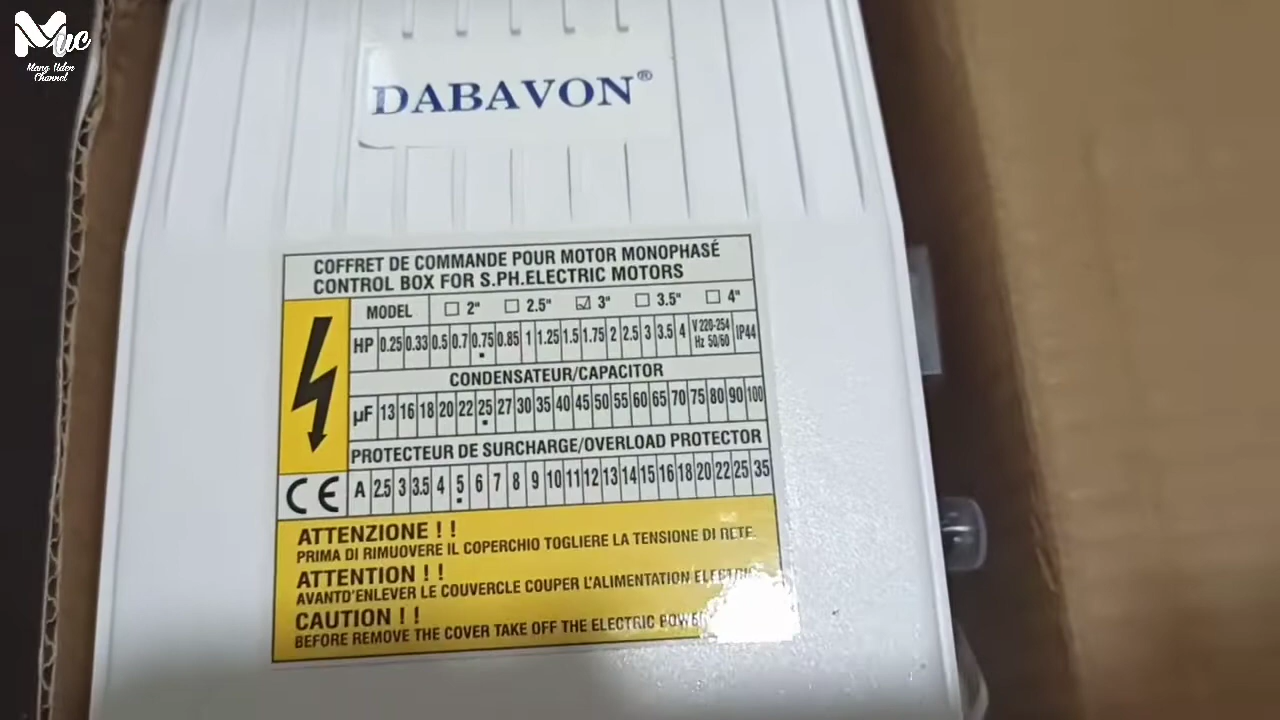 Muc
Mang Uden
Channel
DABAVON®
COFFRET DE COMMANDE POUR MOTOR MONOPHASÉ
CONTROL BOX FOR S.PH.ELECTRIC MOTORS
MODEL ☐ 2" ☐ 2.5" ☑ 3" ☐ 3.5" ☐ 4"
HP 0.25 0.33 0.5 0.7 0.75 0.85 1 1.25 1.5 1.75 2 2.5 3 3.5 4 V 220-254 Hz 50/60 IP44
CONDENSATEUR/CAPACITOR
µF 13 16 18 20 22 25 27 30 35 40 45 50 55 60 65 70 75 80 90 100
PROTECTEUR DE SURCHARGE/OVERLOAD PROTECTOR
CE A 2.5 3 3.5 4 5 6 7 8 9 10 11 12 13 14 15 16 18 20 22 25 35
ATTENZIONE ! !
PRIMA DI RIMUOVERE IL COPERCHIO TOGLIERE LA TENSIONE DI RETE.
ATTENTION ! !
AVANTD'ENLEVER LE COUVERCLE COUPER L'ALIMENTATION
CAUTION ! !
BEFORE REMOVE THE COVER TAKE OFF THE ELECTRIC POWER